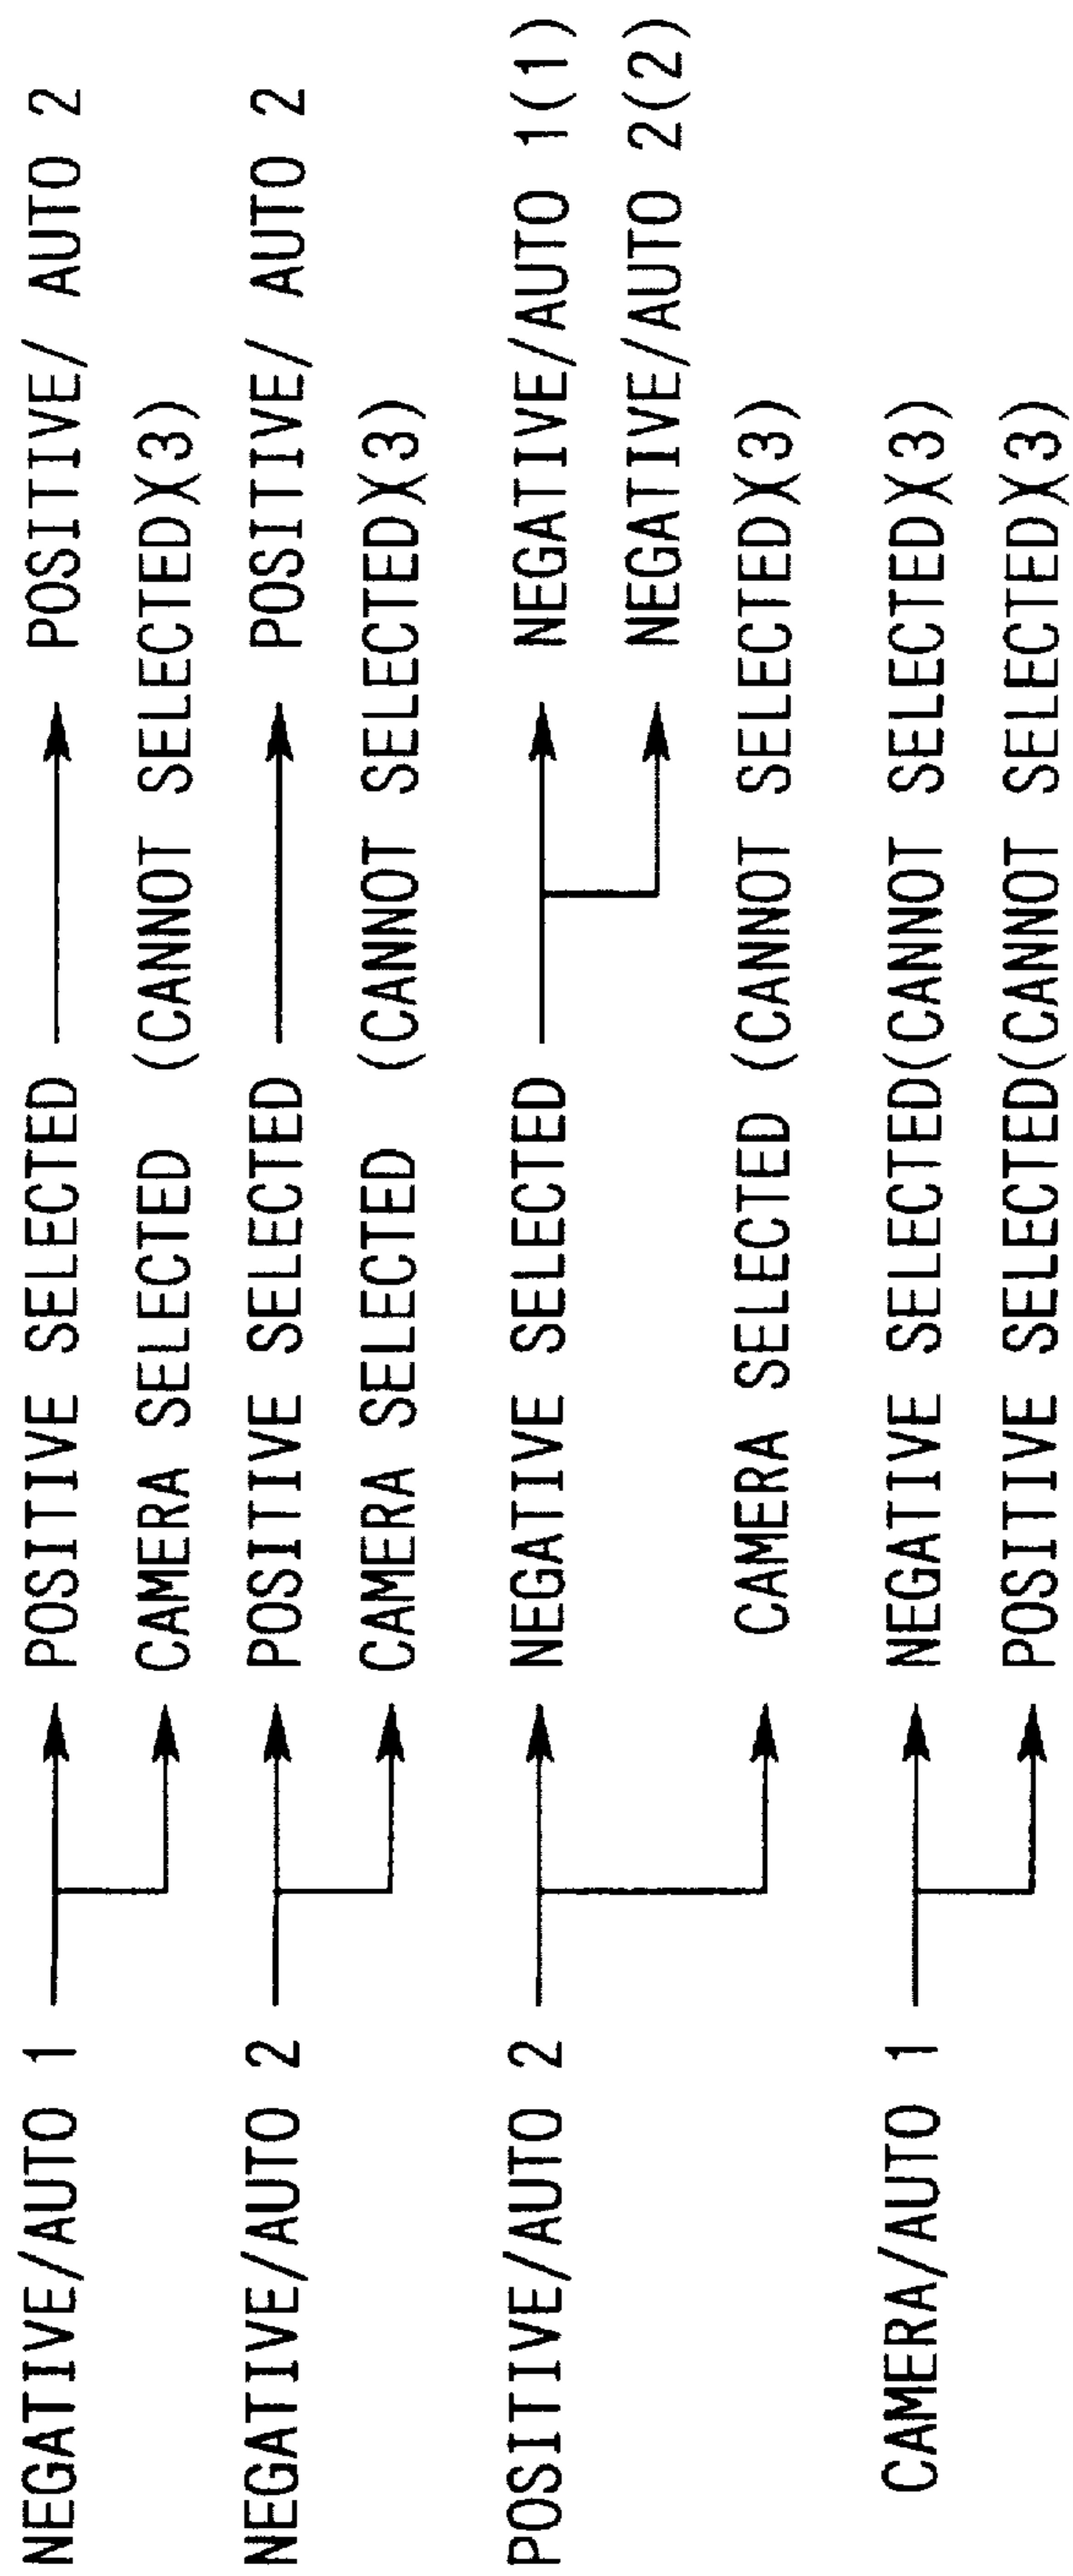 NEGATIVE/AUTO 1 POSITIVE SELECTED POSITIVE/ AUTO 2
CAMERA SELECTED (CANNOT SELECTED)(3)
NEGATIVE/AUTO 2 POSITIVE SELECTED POSITIVE/ AUTO 2
CAMERA SELECTED (CANNOT SELECTED)(3)
POSITIVE/AUTO 2 NEGATIVE SELECTED NEGATIVE/AUTO 1(1)
NEGATIVE/AUTO 2(2)
CAMERA SELECTED (CANNOT SELECTED)(3)
CAMERA/AUTO 1 NEGATIVE SELECTED(CANNOT SELECTED)(3)
POSITIVE SELECTED(CANNOT SELECTED)(3)